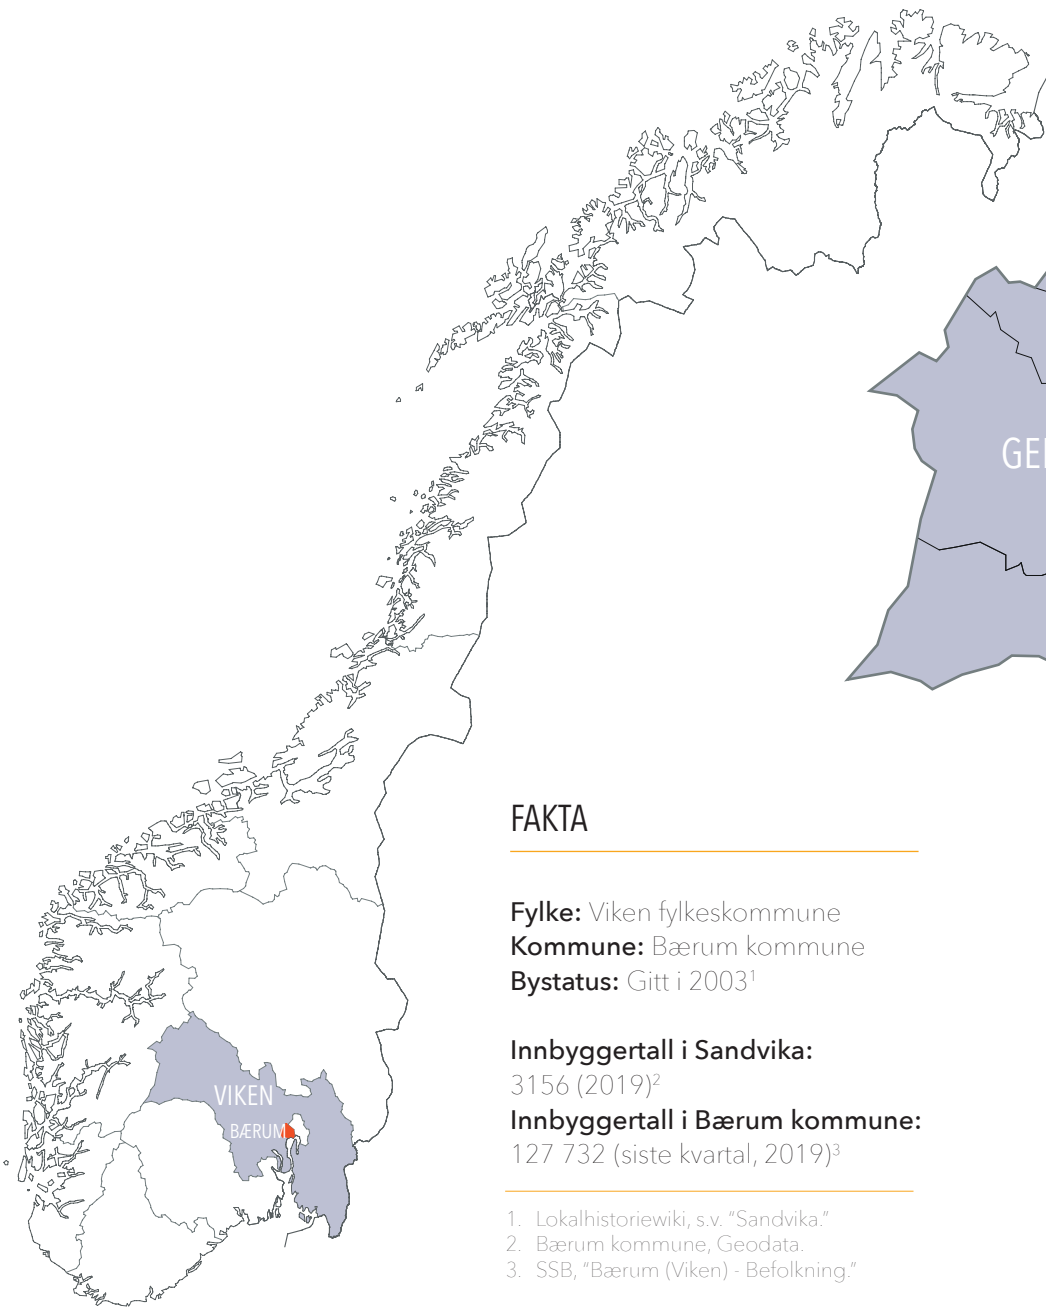 GE
VIKEN
BÆRUM
FAKTA
Fylke: Viken fylkeskommune
Kommune: Bærum kommune
Bystatus: Gitt i 2003¹
Innbyggertall i Sandvika:
3156 (2019)²
Innbyggertall i Bærum kommune:
127 732 (siste kvartal, 2019)³
1. Lokalhistoriewiki, s.v. “Sandvika.”
2. Bærum kommune, Geodata.
3. SSB, “Bærum (Viken) - Befolkning.”